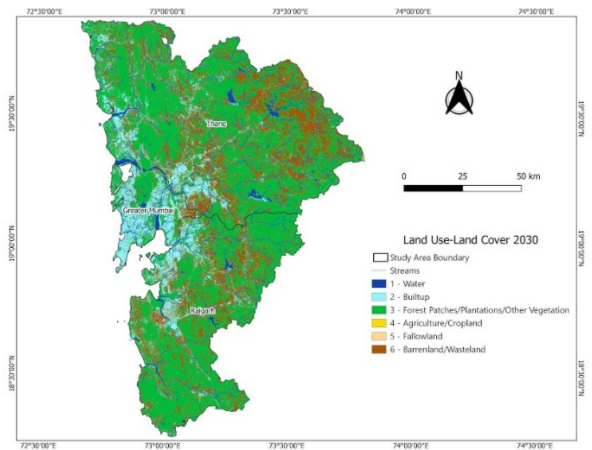 72°30'00"E 73°00'00"E 73°30'00"E 74°00'00"E 74°30'00"E
N
19°30'00"N 19°30'00"N
Thane
0 25 50 km
Greater Mumbai
19°00'00"N 19°00'00"N
Land Use-Land Cover 2030
Study Area Boundary
Streams
1 - Water
2 - Builtup
3 - Forest Patches/Plantations/Other Vegetation
4 - Agriculture/Cropland
5 - Fallowland
6 - Barrenland/Wasteland
Raigarh
18°30'00"N 18°30'00"N
72°30'00"E 73°00'00"E 73°30'00"E 74°00'00"E 74°30'00"E